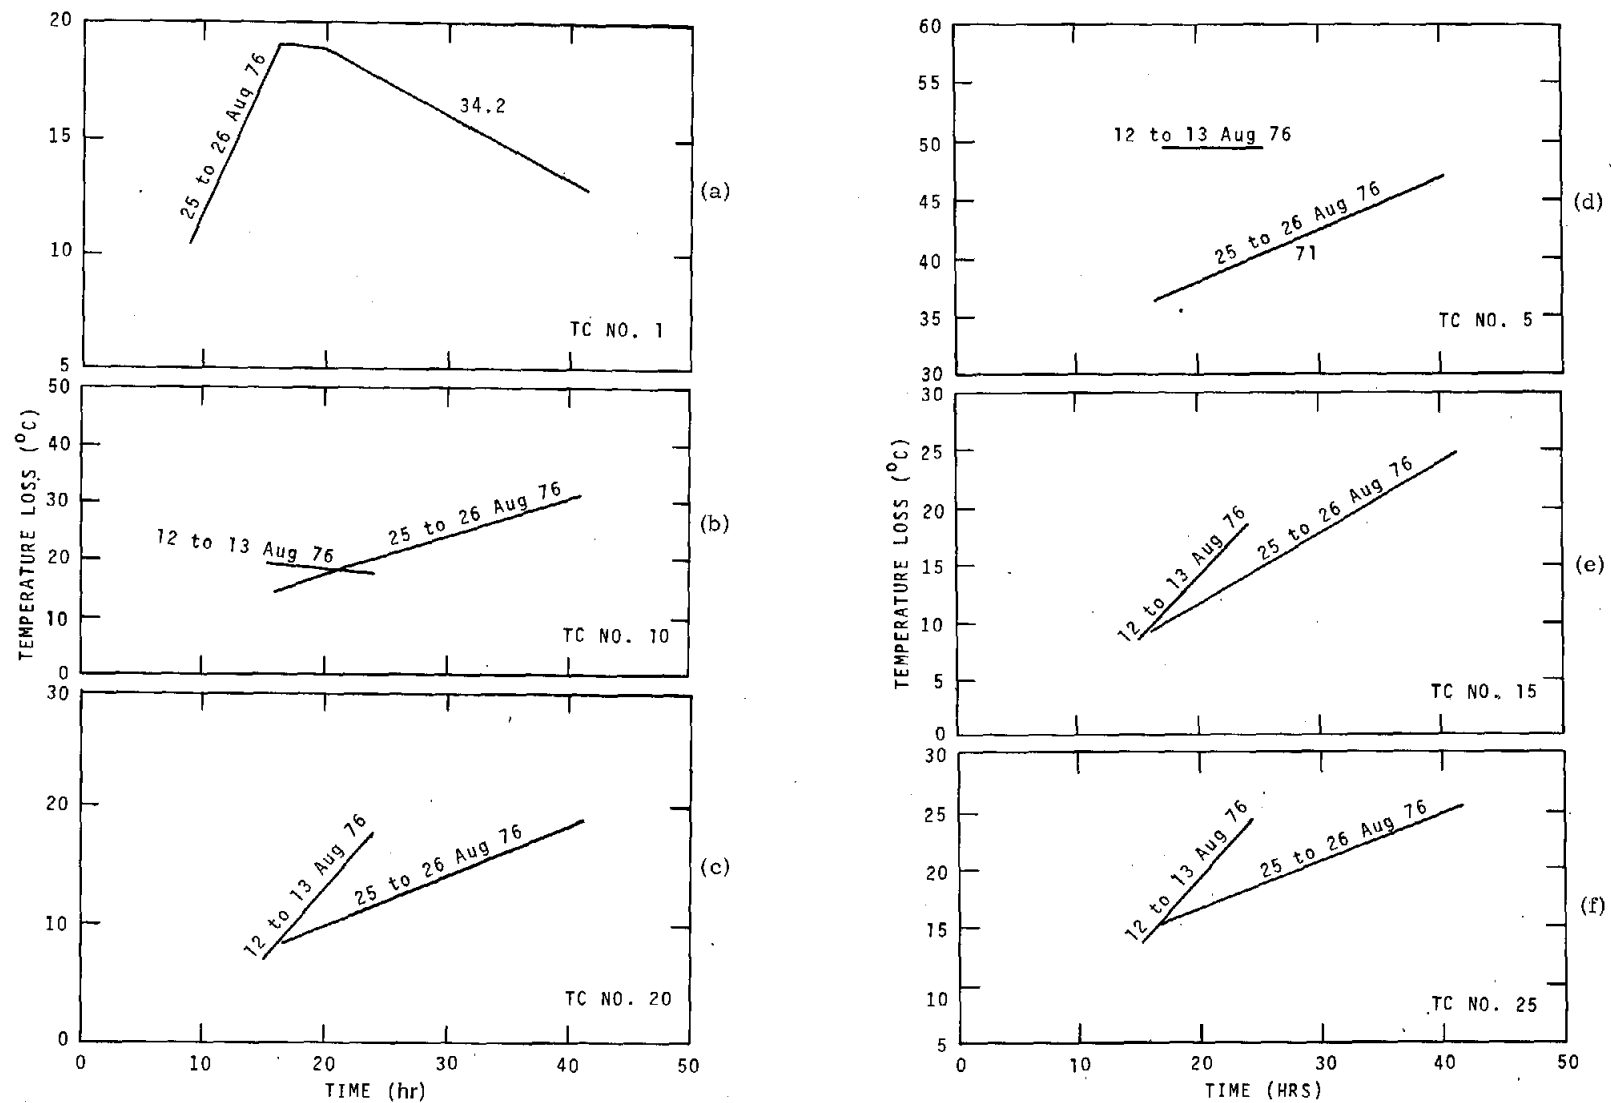 20
15
10
5
25 to 26 Aug 76
34.2
TC NO. 1
(a)
50
40
30
20
10
0
12 to 13 Aug 76
25 to 26 Aug 76
TC NO. 10
(b)
TEMPERATURE LOSS (°C)
30
20
10
0
12 to 13 Aug 76
25 to 26 Aug 76
TC NO. 20
(c)
0 10 20 30 40 50
TIME (hr)
60
55
50
45
40
35
30
12 to 13 Aug 76
25 to 26 Aug 76
71
TC NO. 5
(d)
30
25
20
15
10
5
0
12 to 13 Aug 76
25 to 26 Aug 76
TC NO. 15
(e)
TEMPERATURE LOSS (°C)
30
25
20
15
10
5
12 to 13 Aug 76
25 to 26 Aug 76
TC NO. 25
(f)
0 10 20 30 40 50
TIME (HRS)